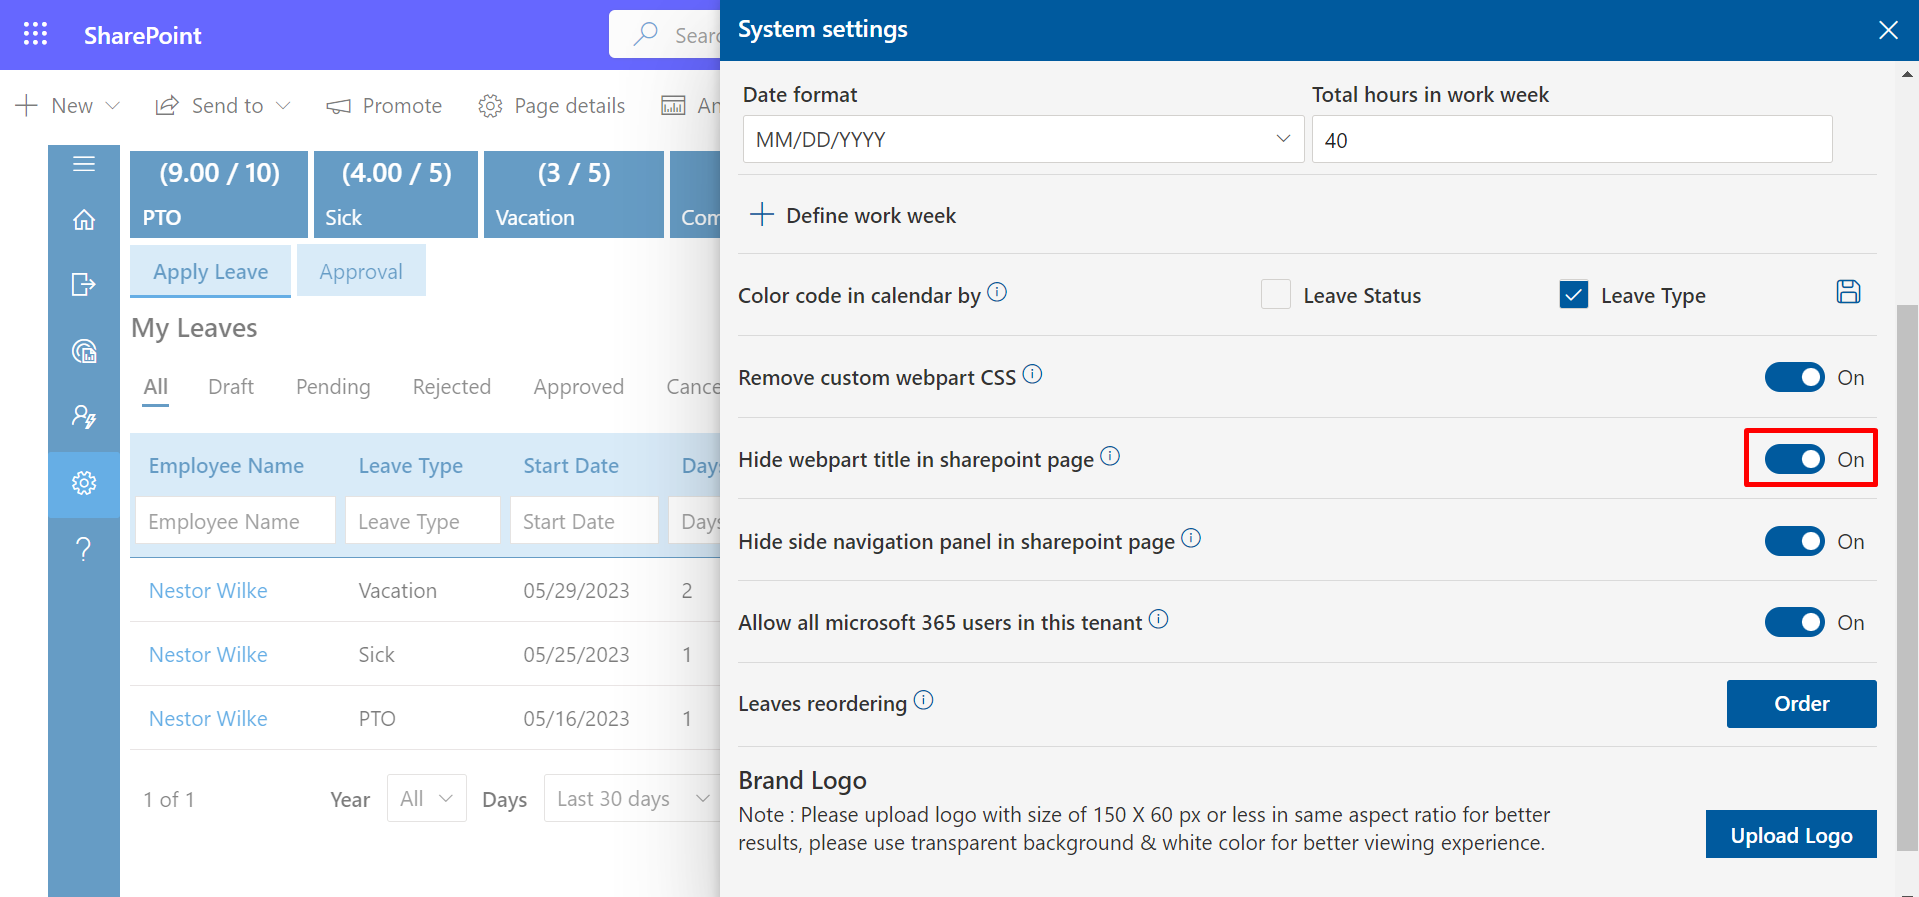 SharePoint
Searc
New
Send to
Promote
Page details
An
(9.00 / 10)
PTO
(4.00 / 5)
Sick
(3 / 5)
Vacation
Com
Apply Leave
Approval
My Leaves
All
Draft
Pending
Rejected
Approved
Cance
Employee Name
Leave Type
Start Date
Days
Employee Name
Leave Type
Start Date
Days
Nestor Wilke
Vacation
05/29/2023
2
Nestor Wilke
Sick
05/25/2023
1
Nestor Wilke
PTO
05/16/2023
1
1 of 1
Year
All
Days
Last 30 days
System settings
Date format
Total hours in work week
MM/DD/YYYY
40
Define work week
Color code in calendar by
Leave Status
Leave Type
Remove custom webpart CSS
On
Hide webpart title in sharepoint page
On
Hide side navigation panel in sharepoint page
On
Allow all microsoft 365 users in this tenant
On
Leaves reordering
Order
Brand Logo
Note : Please upload logo with size of 150 X 60 px or less in same aspect ratio for better
results, please use transparent background & white color for better viewing experience.
Upload Logo